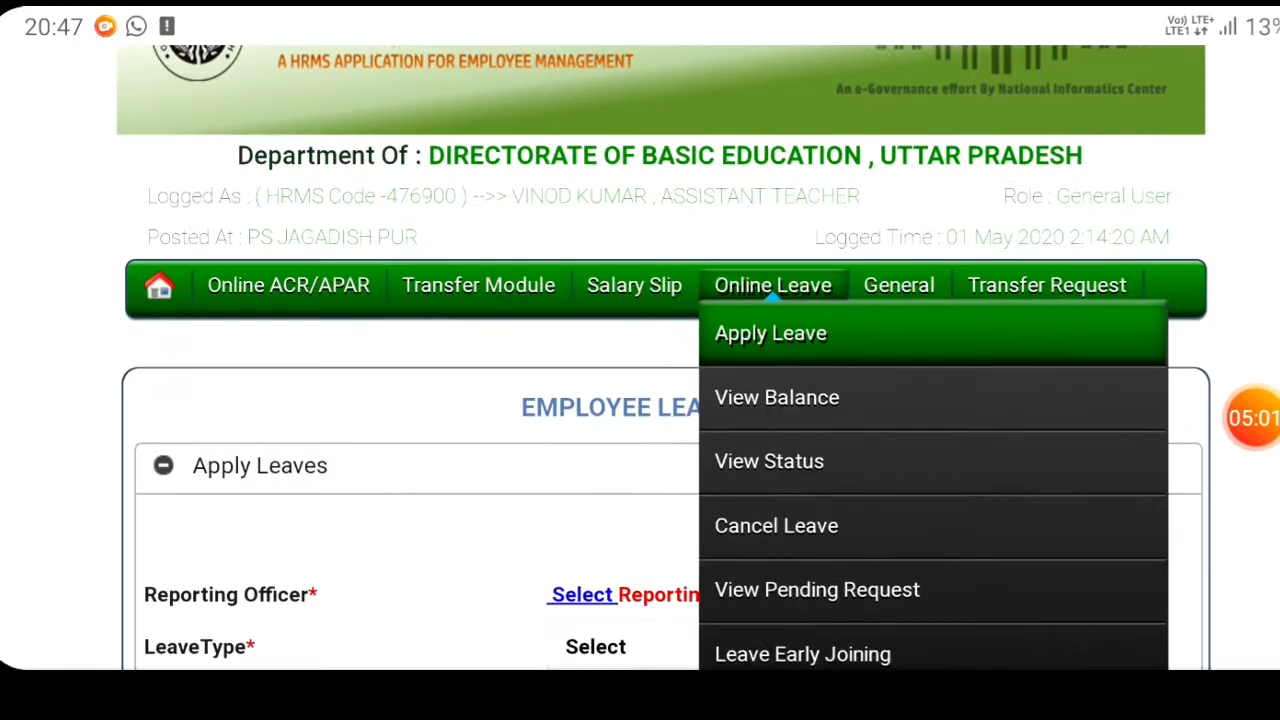 20:47 Vo) LTE+ LTE1 13%
A HRMS APPLICATION FOR EMPLOYEE MANAGEMENT
An e-Governance effort By National Informatics Center
Department Of : DIRECTORATE OF BASIC EDUCATION , UTTAR PRADESH
Logged As : ( HRMS Code -476900 ) -->> VINOD KUMAR , ASSISTANT TEACHER Role : General User
Posted At : PS JAGADISH PUR Logged Time : 01 May 2020 2:14:20 AM
Online ACR/APAR Transfer Module Salary Slip Online Leave General Transfer Request
Apply Leave
View Balance
EMPLOYEE LEA
05:01
View Status
Apply Leaves
Cancel Leave
View Pending Request
Reporting Officer* Select Reportin
LeaveType* Select
Leave Early Joining